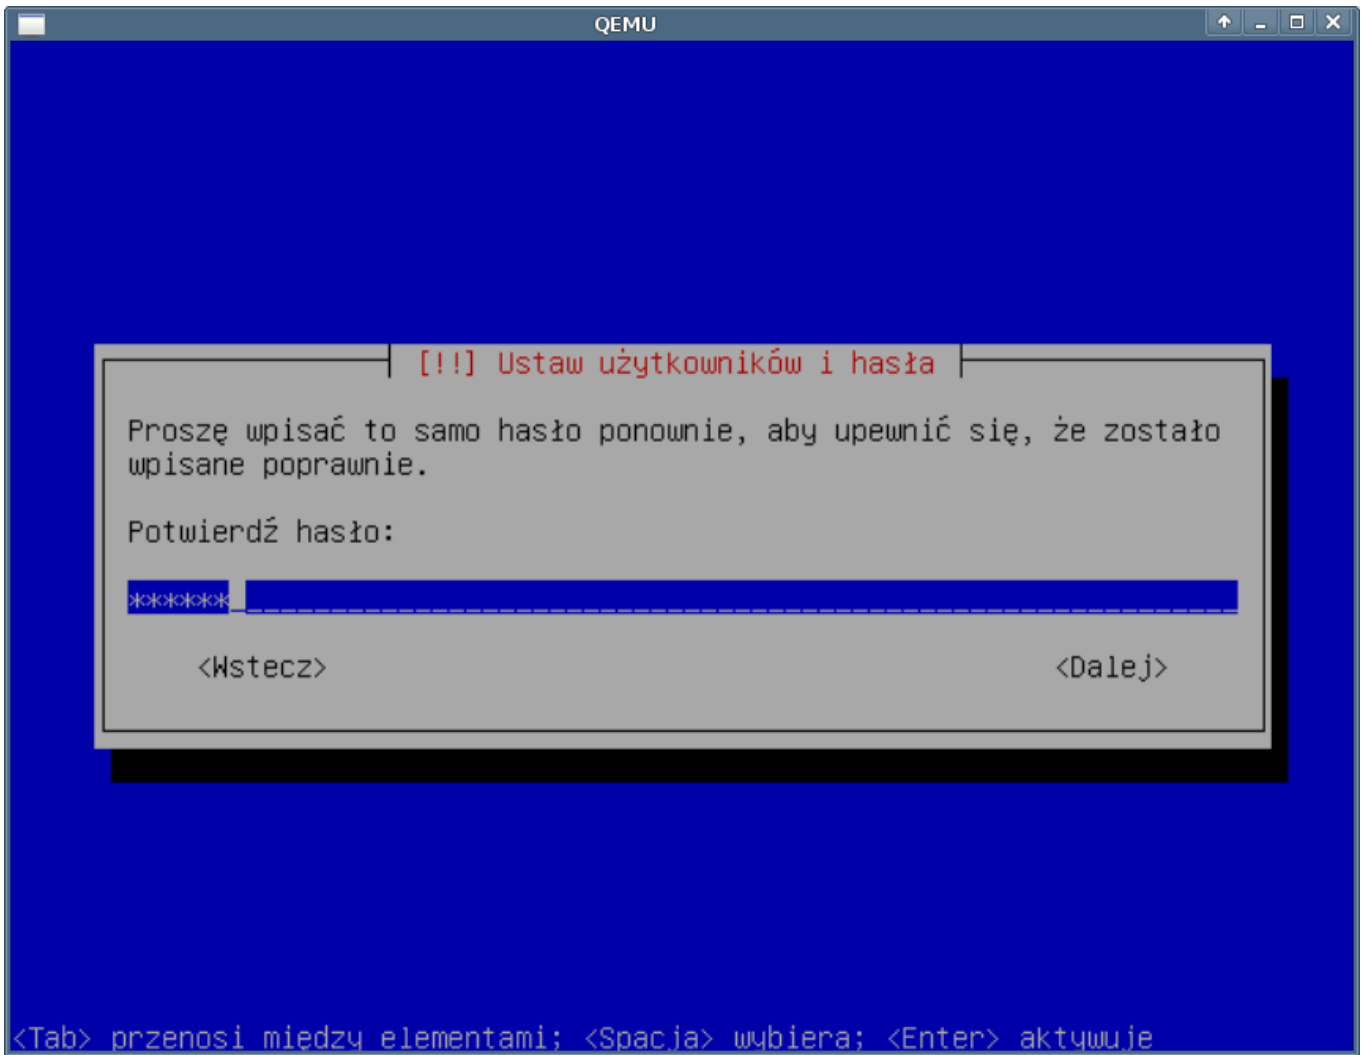 QEMU
[!!] Ustaw użytkowników i hasła
Proszę wpisać to samo hasło ponownie, aby upewnić się, że zostało
wpisane poprawnie.
Potwierdź hasło:
******
<Wstecz> <Dalej>
<Tab> przenosi między elementami; <Spacja> wybiera; <Enter> aktywuje